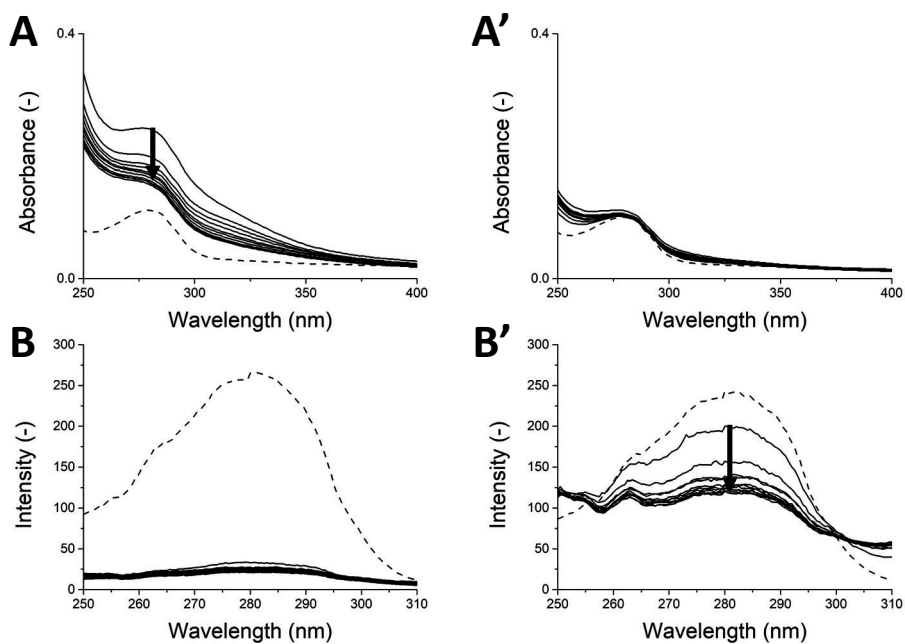 A
0.4
Absorbance (-)
0.0
250 300 350 400
Wavelength (nm)
A'
0.4
Absorbance (-)
0.0
250 300 350 400
Wavelength (nm)
B
300
250
200
150
100
50
0
Intensity (-)
250 260 270 280 290 300 310
Wavelength (nm)
B'
300
250
200
150
100
50
0
Intensity (-)
250 260 270 280 290 300 310
Wavelength (nm)